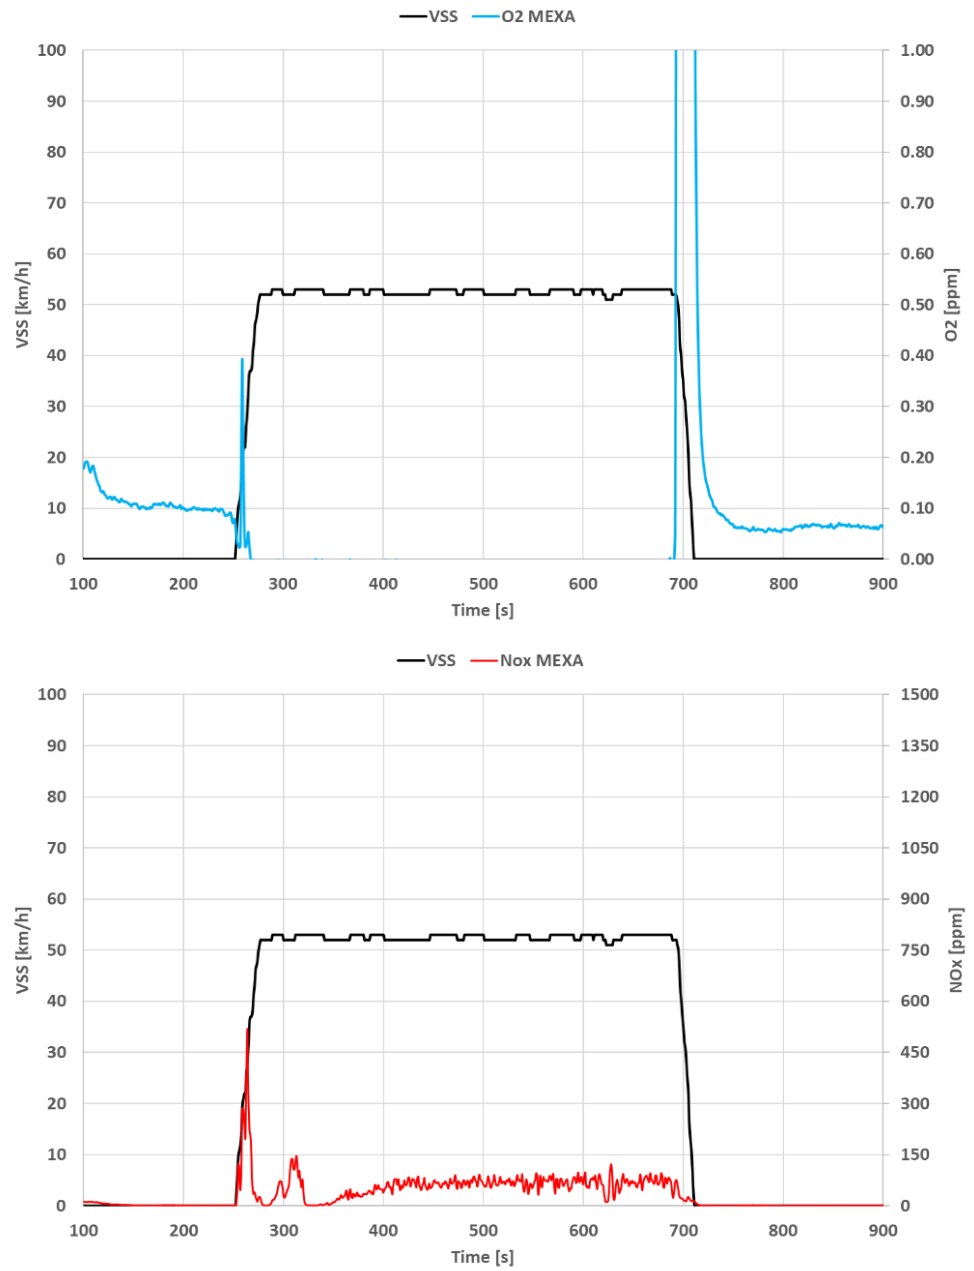 VSS O2 MEXA
100 1.00
90 0.90
80 0.80
70 0.70
60 0.60
50 0.50
40 0.40
30 0.30
20 0.20
10 0.10
0 0.00
VSS [km/h]
O2 [ppm]
100 200 300 400 500 600 700 800 900
Time [s]
VSS Nox MEXA
100 1500
90 1350
80 1200
70 1050
60 900
50 750
40 600
30 450
20 300
10 150
0 0
VSS [km/h]
NOx [ppm]
100 200 300 400 500 600 700 800 900
Time [s]